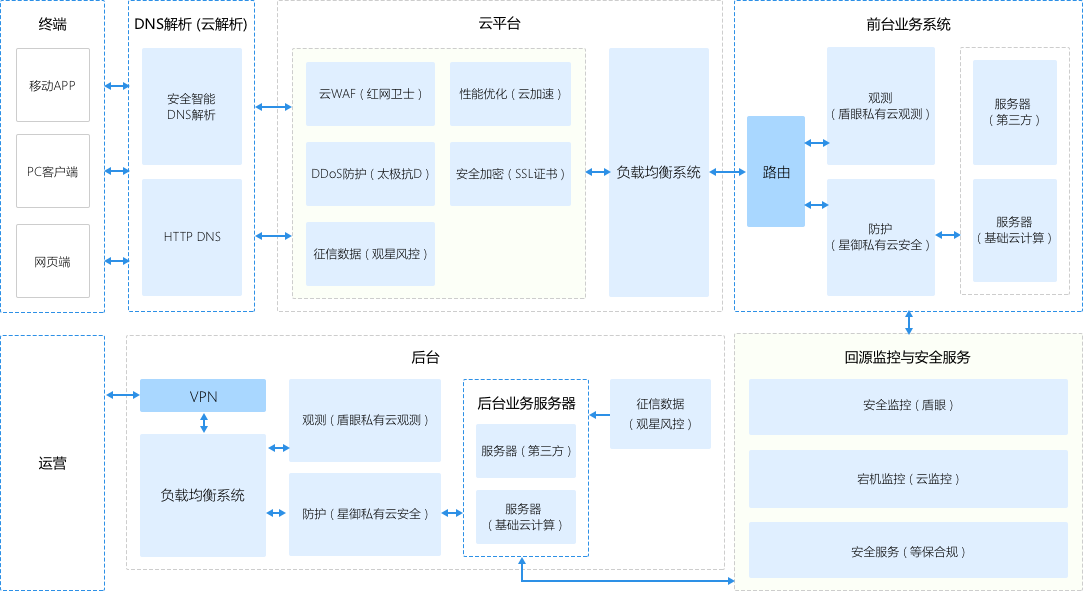 终端
移动APP
PC客户端
网页端
DNS解析 (云解析)
安全智能
DNS解析
HTTP DNS
云平台
云WAF（红网卫士）
性能优化（云加速）
DDoS防护（太极抗D）
安全加密（SSL证书）
征信数据（观星风控）
负载均衡系统
前台业务系统
路由
观测
（盾眼私有云观测）
防护
（星御私有云安全）
服务器
（第三方）
服务器
（基础云计算）
运营
后台
VPN
负载均衡系统
观测（盾眼私有云观测）
防护（星御私有云安全）
后台业务服务器
服务器（第三方）
服务器
（基础云计算）
征信数据
（观星风控）
回源监控与安全服务
安全监控（盾眼）
宕机监控（云监控）
安全服务（等保合规）